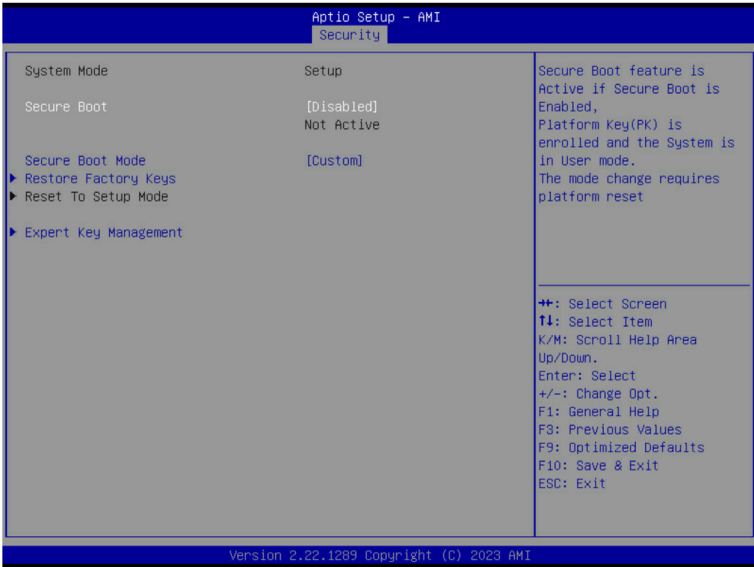 Aptio Setup – AMI
Security
System Mode Setup
Secure Boot [Disabled]
Not Active
Secure Boot Mode [Custom]
Restore Factory Keys
Reset To Setup Mode
Expert Key Management
Secure Boot feature is
Active if Secure Boot is
Enabled,
Platform Key(PK) is
enrolled and the System is
in User mode.
The mode change requires
platform reset
→←: Select Screen
↑↓: Select Item
K/M: Scroll Help Area
Up/Down.
Enter: Select
+/-: Change Opt.
F1: General Help
F3: Previous Values
F9: Optimized Defaults
F10: Save & Exit
ESC: Exit
Version 2.22.1289 Copyright (C) 2023 AMI